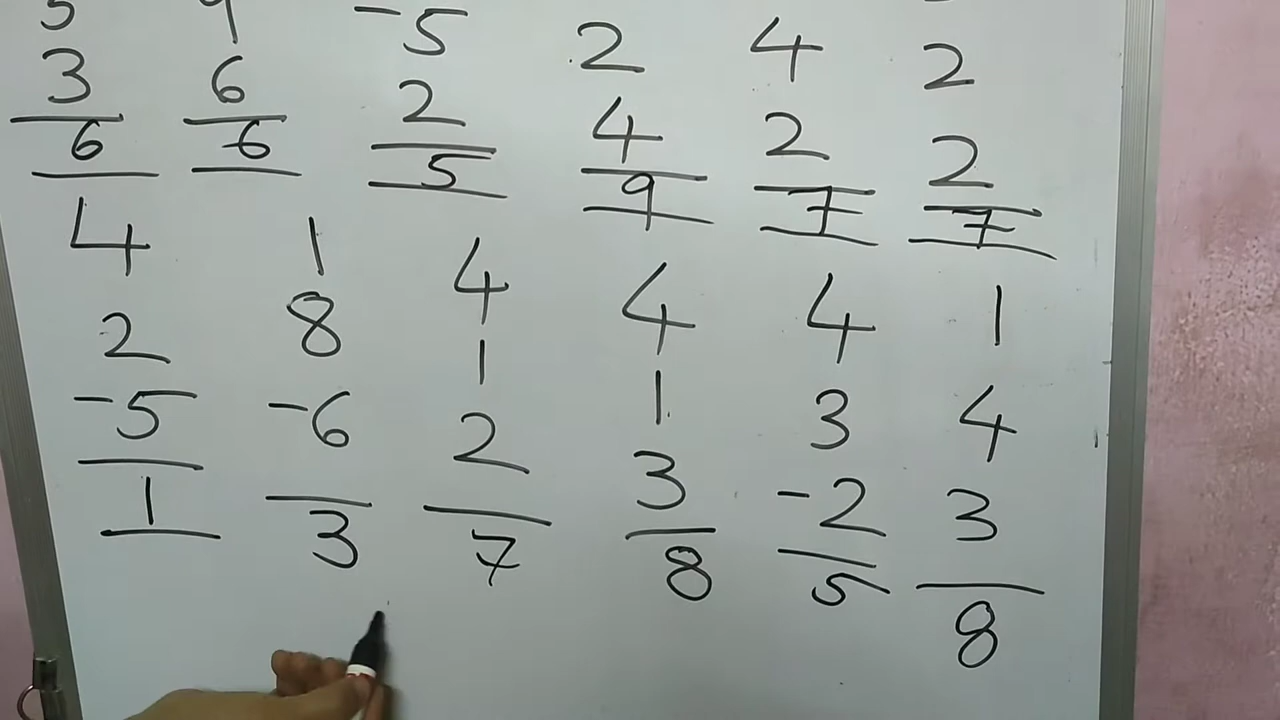 3 6 -5 2 4 2
6 6 2 4 2 2
5 9 7 7
4 1 4 4 4 1
2 8 1 1 3 4
-5 -6 2 3 -2 3
1 3 7 8 5 8